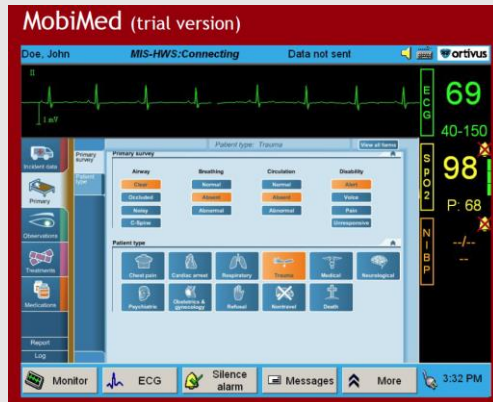 MobiMed (trial version)
Doe, John MIS-HWS:Connecting Data not sent ortivus
II
1 mV
ECG 69
40-150
SpO2 98
P: 68
NIBP --/--
--
Incident data
Primary
Observations
Treatments
Medications
Report
Log
Primary survey
Patient type
Patient type: Trauma View all items
Primary survey
Airway Breathing Circulation Disability
Clear Normal Normal Alert
Occluded Absent Absent Voice
Noisy Abnormal Abnormal Pain
C-Spine Unresponsive
Patient type
Chest pain Cardiac arrest Respiratory Trauma Medical Neurological
Psychiatric Obstetrics & gynecology Refusal Nontravel Death
Monitor ECG Silence alarm Messages More 3:32 PM